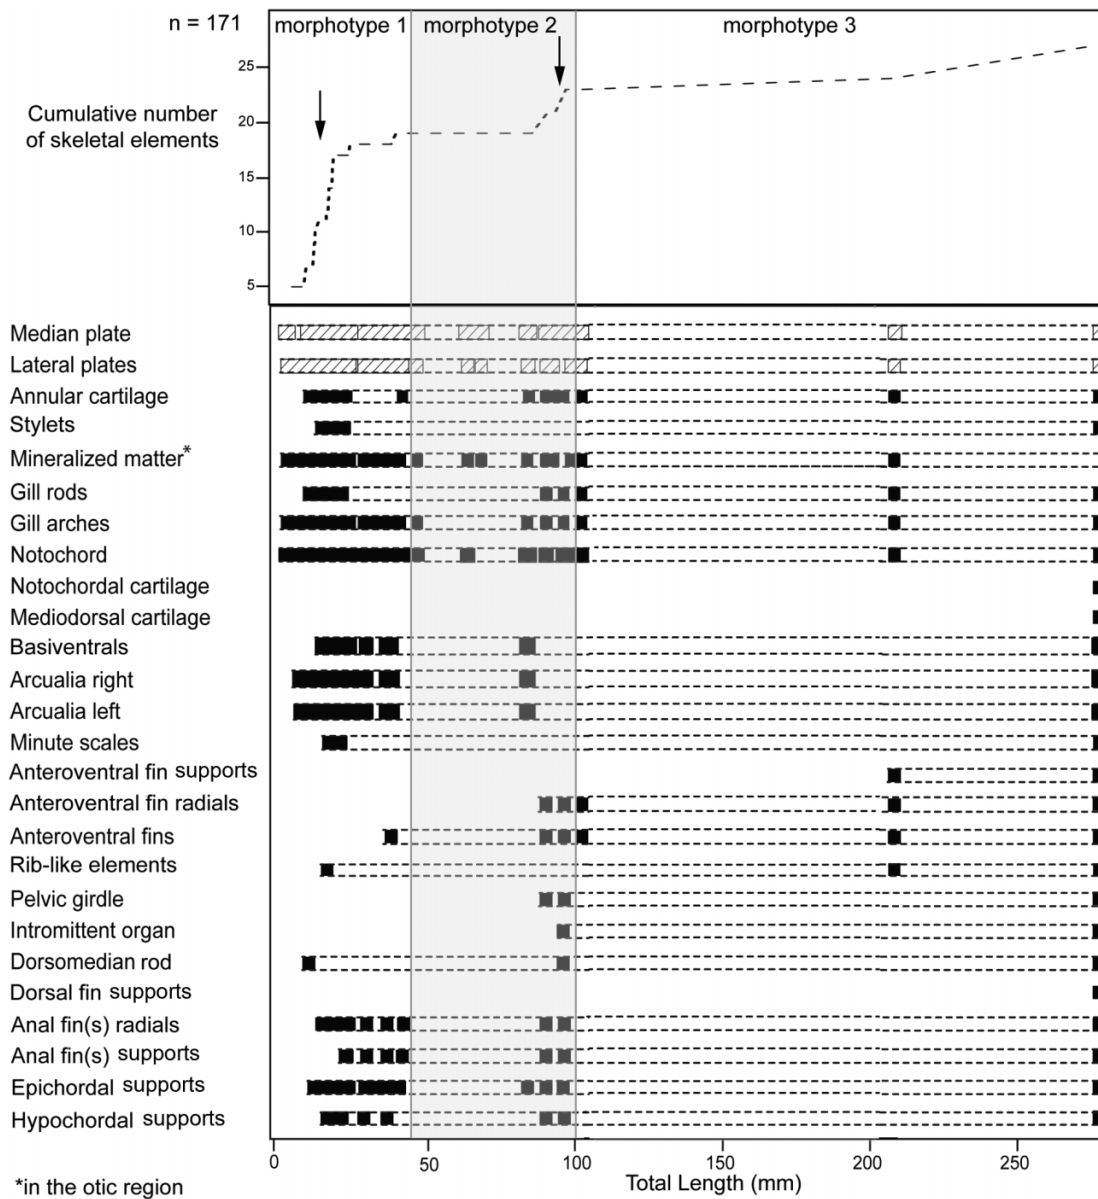 n = 171
morphotype 1
morphotype 2
morphotype 3
Cumulative number
of skeletal elements
25
20
15
10
5
Median plate
Lateral plates
Annular cartilage
Stylets
Mineralized matter*
Gill rods
Gill arches
Notochord
Notochordal cartilage
Mediodorsal cartilage
Basiventrals
Arcualia right
Arcualia left
Minute scales
Anteroventral fin supports
Anteroventral fin radials
Anteroventral fins
Rib-like elements
Pelvic girdle
Intromittent organ
Dorsomedian rod
Dorsal fin supports
Anal fin(s) radials
Anal fin(s) supports
Epichordal supports
Hypochordal supports
0 50 100 150 200 250
Total Length (mm)
*in the otic region